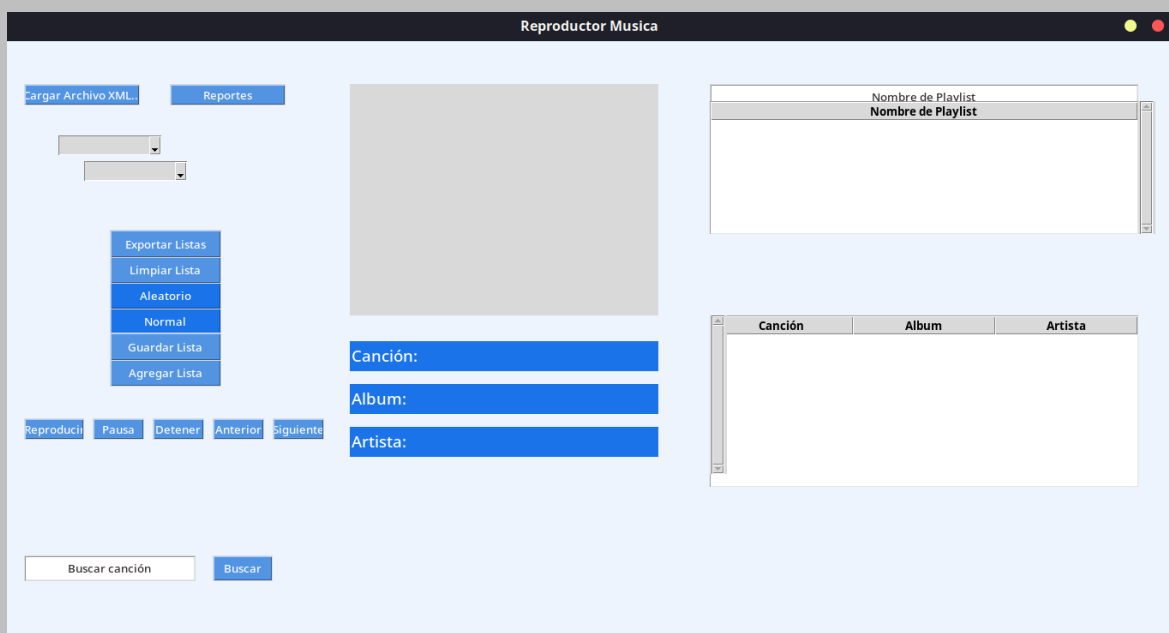 Reproductor Musica
Cargar Archivo XML..
Reportes
Exportar Listas
Limpiar Lista
Aleatorio
Normal
Guardar Lista
Agregar Lista
Reproducir
Pausa
Detener
Anterior
Siguiente
Buscar canción
Buscar
Canción:
Album:
Artista:
Nombre de Playlist
Nombre de Playlist
Canción
Album
Artista